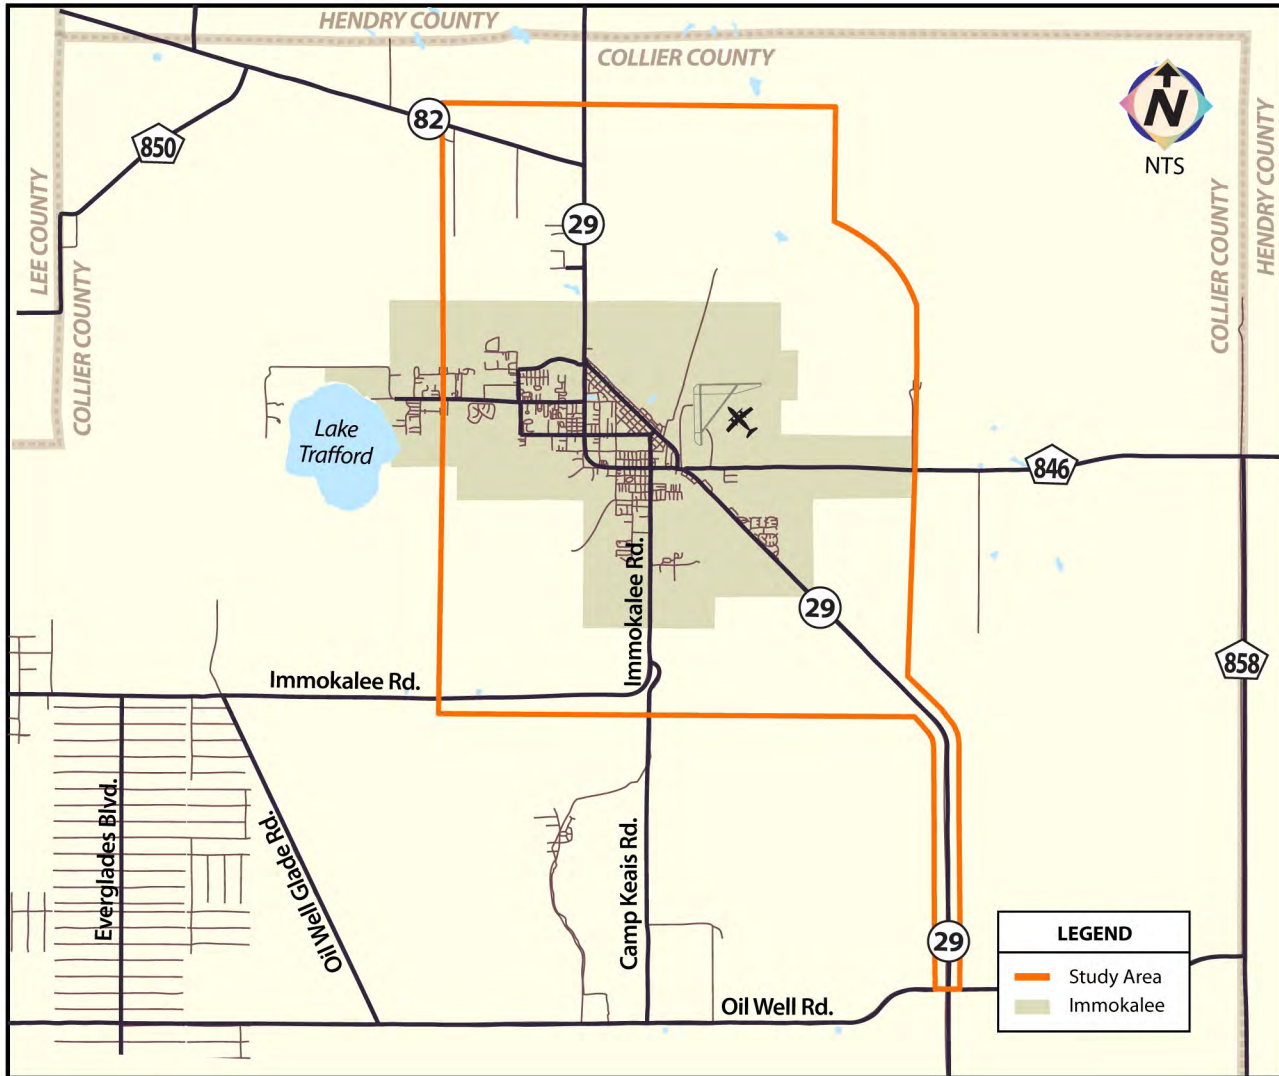 HENDRY COUNTY
COLLIER COUNTY
N
NTS
82
850
29
LEE COUNTY
COLLIER COUNTY
COLLIER COUNTY
HENDRY COUNTY
Lake
Trafford
846
Immokalee Rd.
29
858
Immokalee Rd.
Everglades Blvd.
Oil Well Glade Rd.
Camp Keais Rd.
29
LEGEND
Study Area
Immokalee
Oil Well Rd.